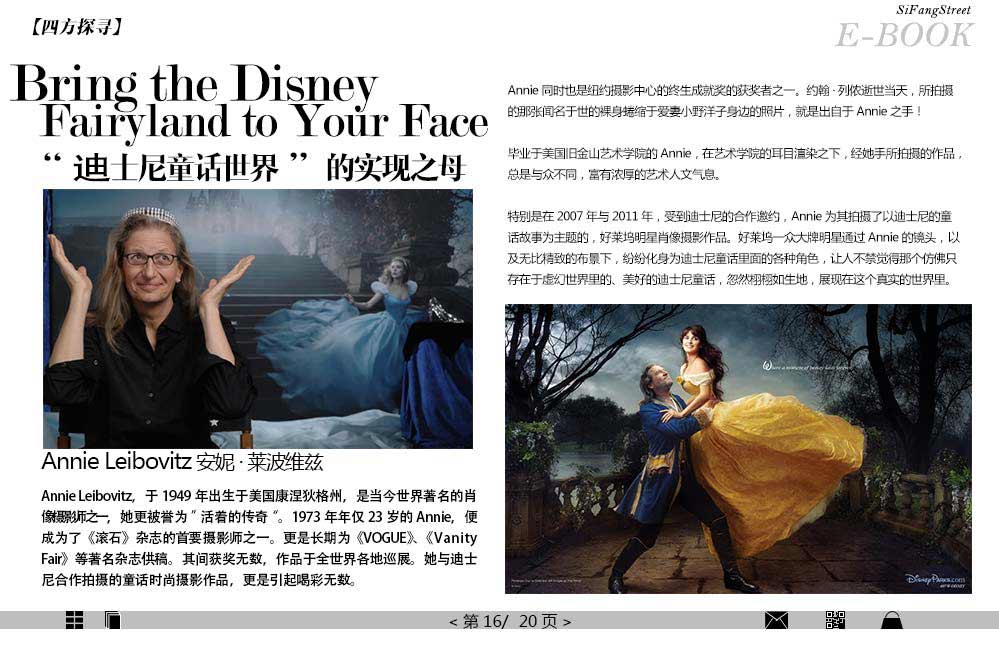 【四方探寻】
SiFangStreet
E-BOOK
Bring the Disney
Fairyland to Your Face
“ 迪士尼童话世界 ” 的实现之母
Annie Leibovitz 安妮 · 莱波维兹
Annie Leibovitz，于 1949 年出生于美国康涅狄格州，是当今世界著名的肖
像摄影师之一，她更被誉为 " 活着的传奇 "。1973 年年仅 23 岁的 Annie，便
成为了《滚石》杂志的首要摄影师之一。更是长期为《VOGUE》、《Vanity
Fair》等著名杂志供稿。其间获奖无数，作品于全世界各地巡展。她与迪士
尼合作拍摄的童话时尚摄影作品，更是引起喝彩无数。
Annie 同时也是纽约摄影中心的终生成就奖的获奖者之一。约翰 · 列侬逝世当天，所拍摄
的那张闻名于世的裸身蜷缩于爱妻小野洋子身边的照片，就是出自于 Annie 之手！
毕业于美国旧金山艺术学院的 Annie，在艺术学院的耳目渲染之下，经她手所拍摄的作品，
总是与众不同，富有浓厚的艺术人文气息。
特别是在 2007 年与 2011 年，受到迪士尼的合作邀约，Annie 为其拍摄了以迪士尼的童
话故事为主题的，好莱坞明星肖像摄影作品。好莱坞一众大牌明星通过 Annie 的镜头，以
及无比精致的布景下，纷纷化身为迪士尼童话里面的各种角色，让人不禁觉得那个仿佛只
存在于虚幻世界里的、美好的迪士尼童话，忽然栩栩如生地，展现在这个真实的世界里。
Where a moment of beauty lasts forever.
DisneyParks.com
< 第 16/ 20 页 >